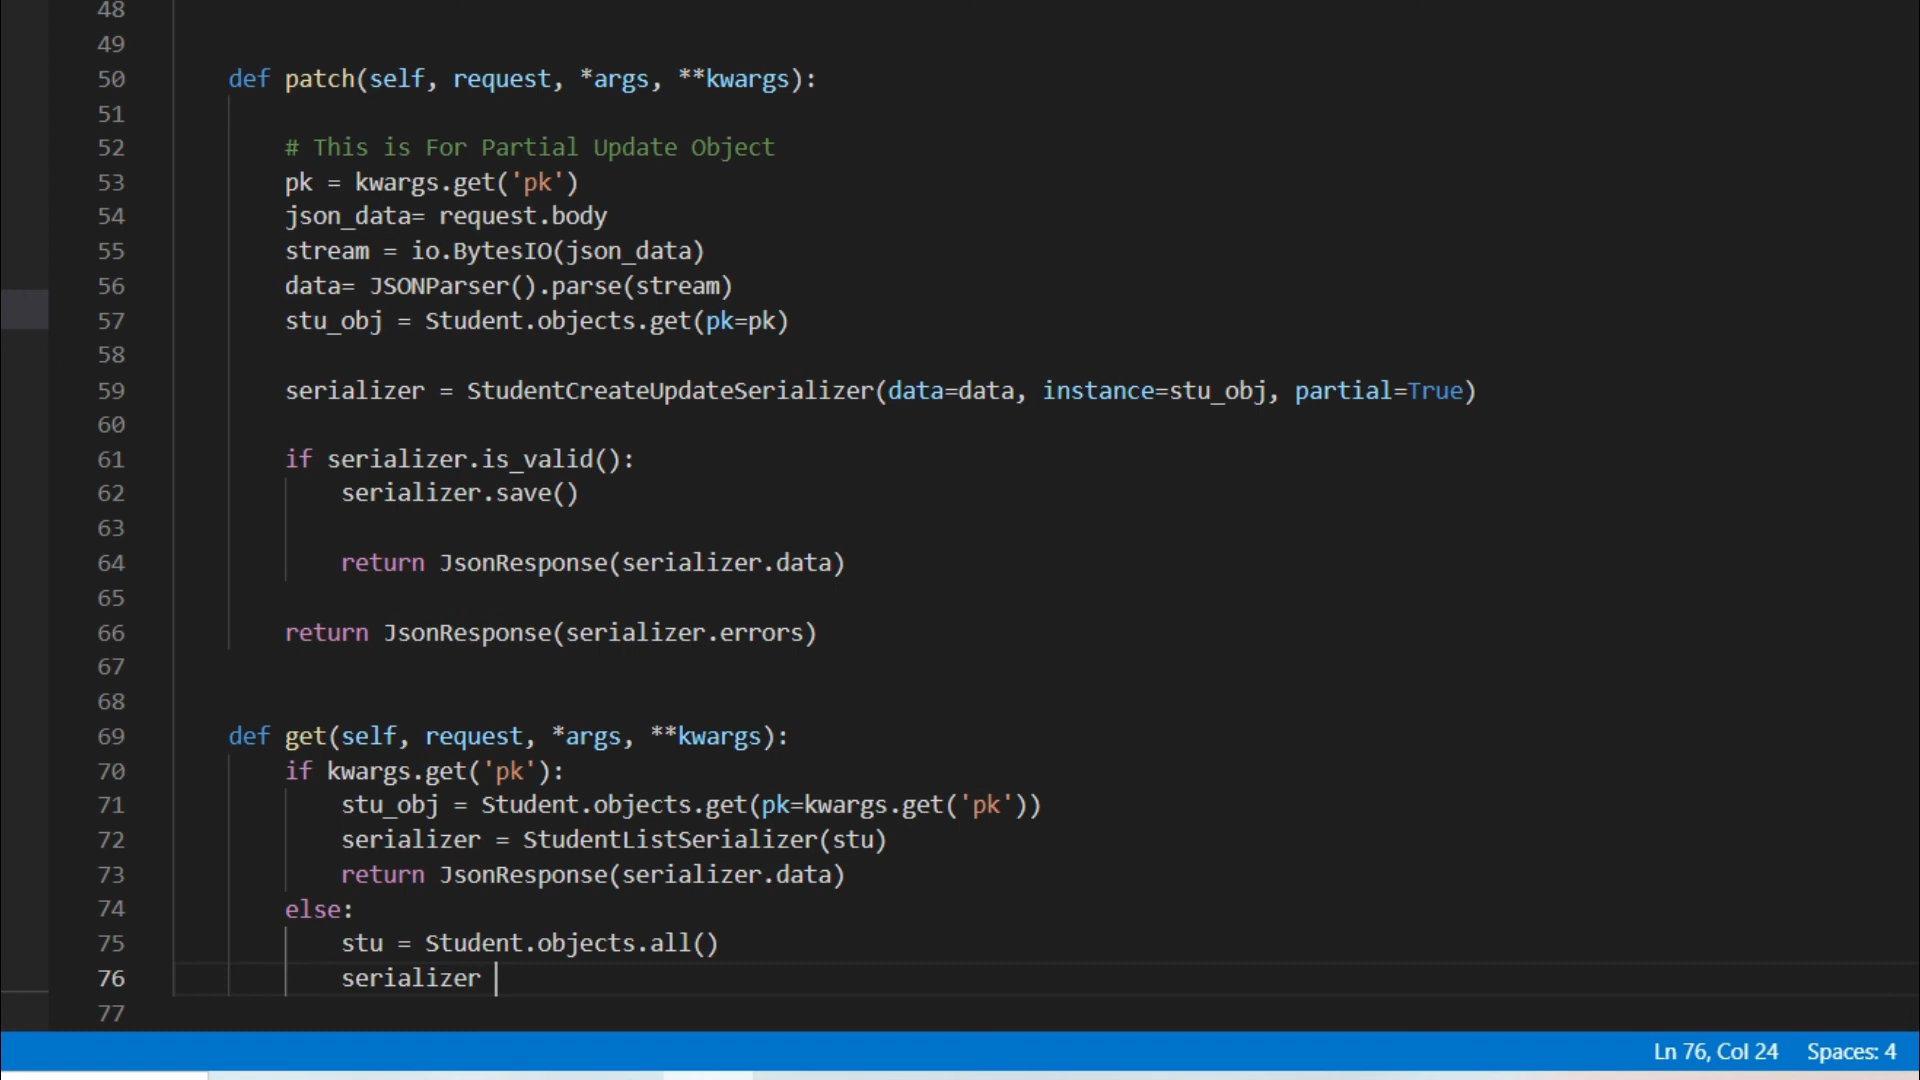 48
49
50 def patch(self, request, *args, **kwargs):
51
52 # This is For Partial Update Object
53 pk = kwargs.get('pk')
54 json_data= request.body
55 stream = io.BytesIO(json_data)
56 data= JSONParser().parse(stream)
57 stu_obj = Student.objects.get(pk=pk)
58
59 serializer = StudentCreateUpdateSerializer(data=data, instance=stu_obj, partial=True)
60
61 if serializer.is_valid():
62 serializer.save()
63
64 return JsonResponse(serializer.data)
65
66 return JsonResponse(serializer.errors)
67
68
69 def get(self, request, *args, **kwargs):
70 if kwargs.get('pk'):
71 stu_obj = Student.objects.get(pk=kwargs.get('pk'))
72 serializer = StudentListSerializer(stu)
73 return JsonResponse(serializer.data)
74 else:
75 stu = Student.objects.all()
76 serializer
77
Ln 76, Col 24 Spaces: 4